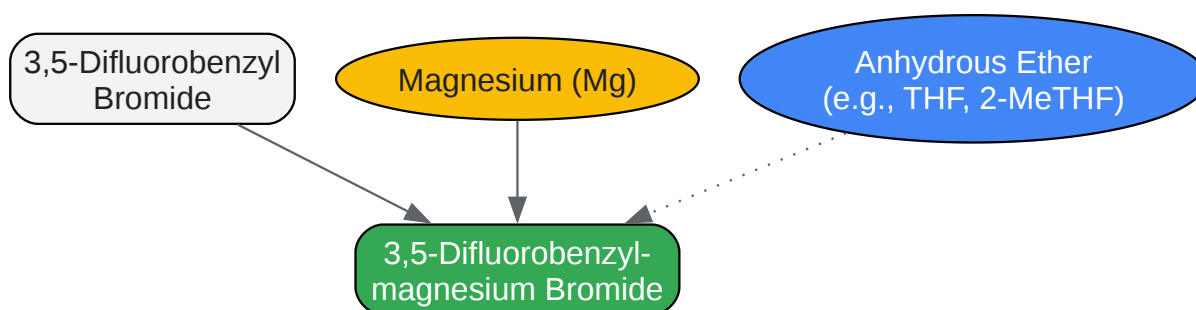 3,5-Difluorobenzyl
Bromide
Magnesium (Mg)
Anhydrous Ether
(e.g., THF, 2-MeTHF)
3,5-Difluorobenzyl-
magnesium Bromide